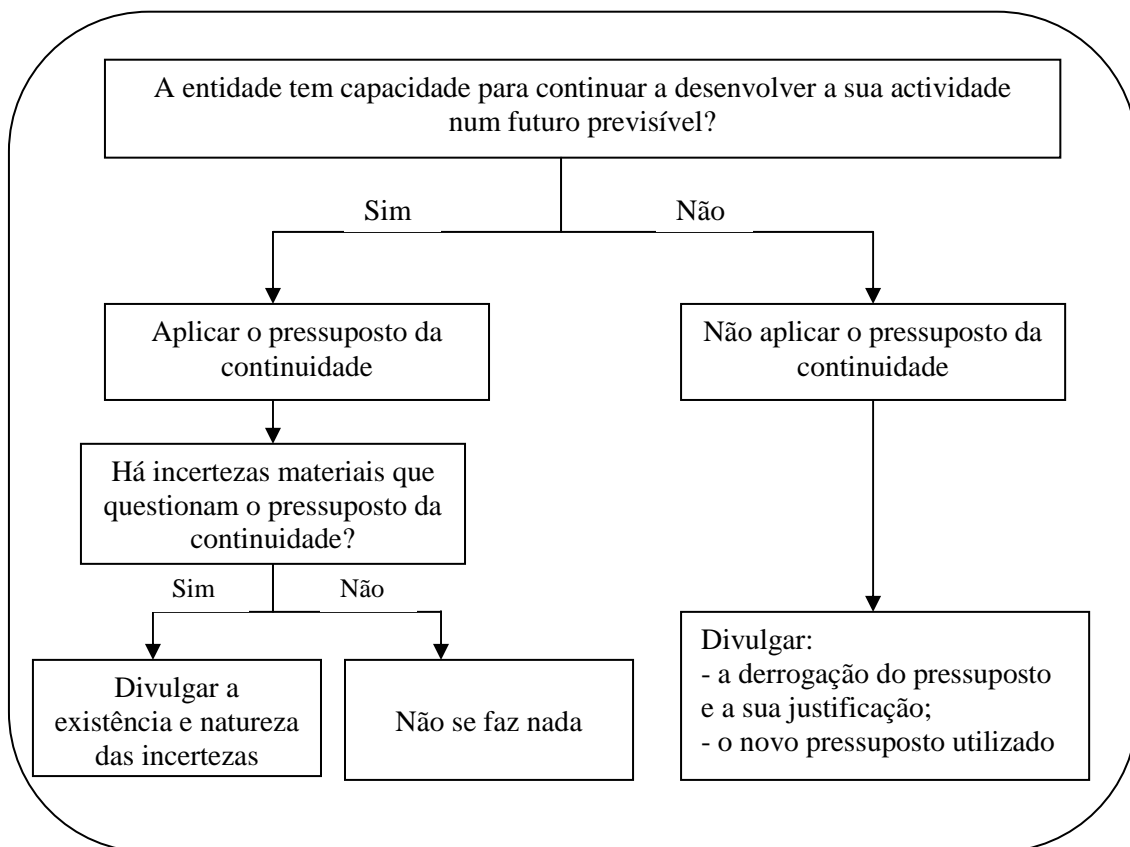 A entidade tem capacidade para continuar a desenvolver a sua actividade
num futuro previsível?
Sim
Não
Aplicar o pressuposto da
continuidade
Não aplicar o pressuposto da
continuidade
Há incertezas materiais que
questionam o pressuposto da
continuidade?
Sim
Não
Divulgar a
existência e natureza
das incertezas
Não se faz nada
Divulgar:
- a derrogação do pressuposto
e a sua justificação;
- o novo pressuposto utilizado